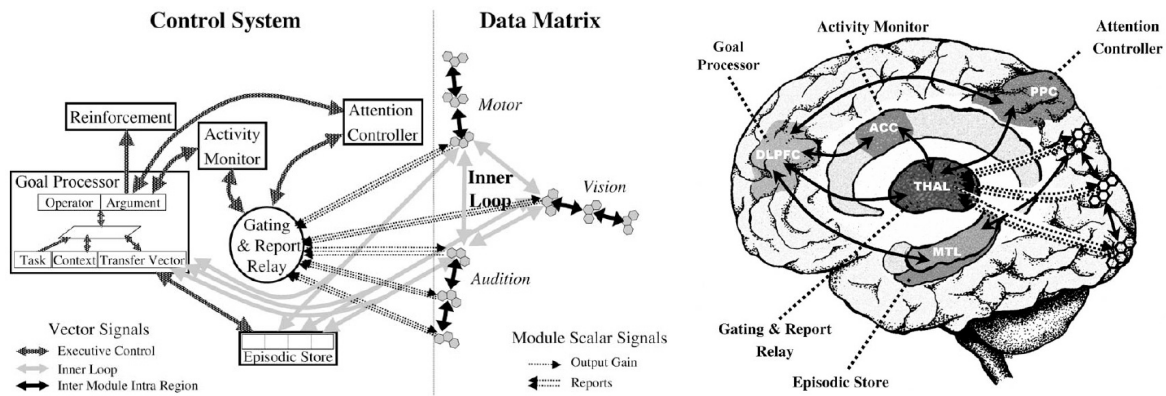 Control System
Data Matrix
Reinforcement
Attention
Controller
Activity
Monitor
Motor
Goal Processor
Operator Argument
Inner
Loop
Vision
Gating
& Report
Relay
Task Context Transfer Vector
Audition
Episodic Store
Vector Signals
Executive Control
Inner Loop
Inter Module Intra Region
Module Scalar Signals
Output Gain
Reports
Activity Monitor
Attention
Controller
Goal
Processor
PPC
ACC
DLPFC
THAL
MTL
Gating & Report
Relay
Episodic Store